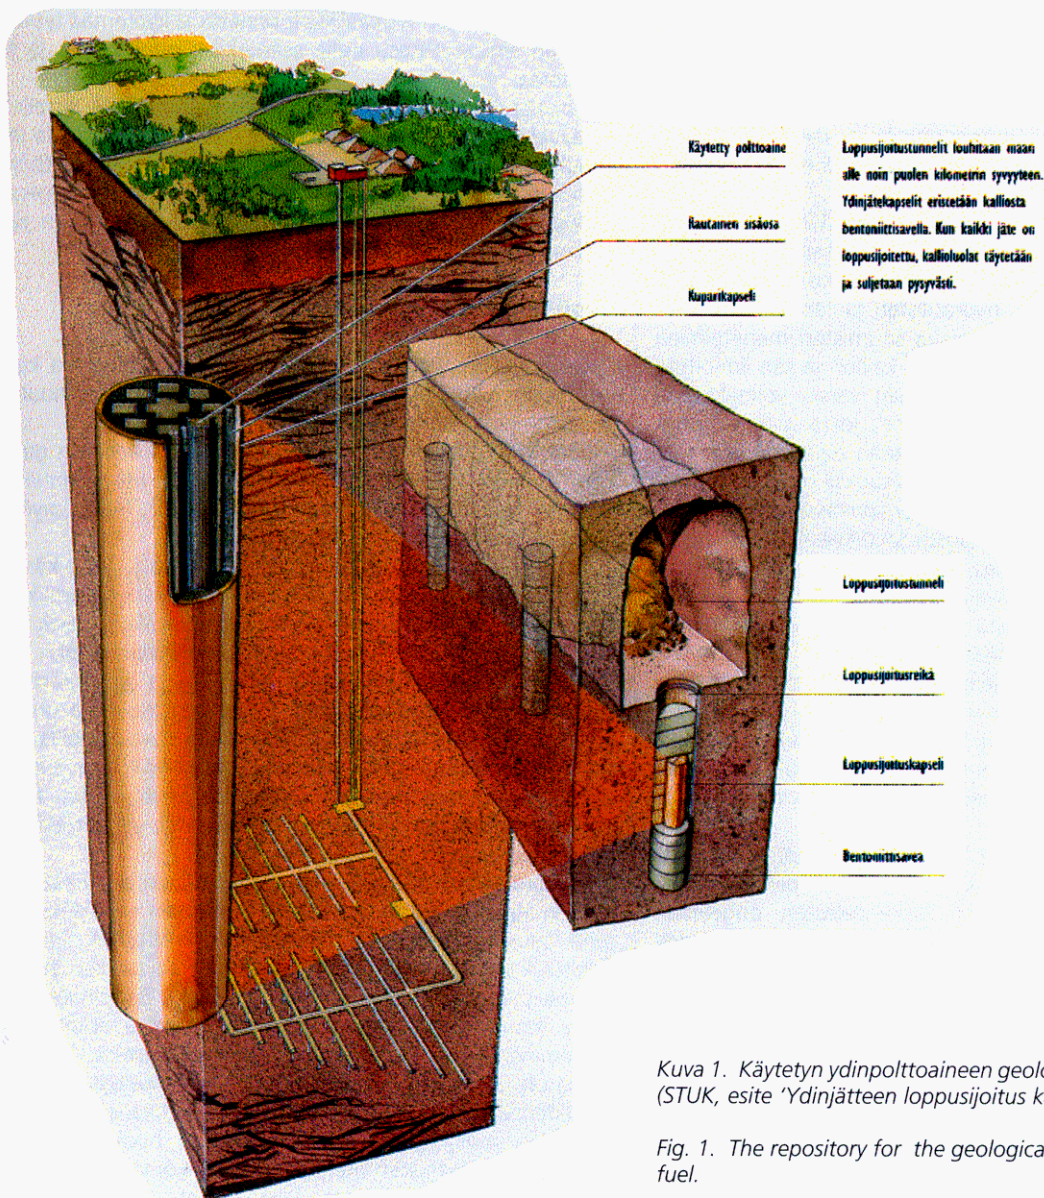 Käytetty polttoaine
Rautainen sisäosa
Kuparikapseli
Loppusijoitustunnelit louhitaan maan
alle noin puolen kilometrin syvyyteen.
Ydinjätekapselit eristetään kalliosta
bentoniittisavella. Kun kaikki jäte on
loppusijoitettu, kallioluolat täytetään
ja suljetaan pysyvästi.
Loppusijoitustunneli
Loppusijoitusreikä
Loppusijoituskapseli
Bentoniittisavea
Kuva 1. Käytetyn ydinpolttoaineen geolo
(STUK, esite ‘Ydinjätteen loppusijoitus k
Fig. 1. The repository for the geologica
fuel.